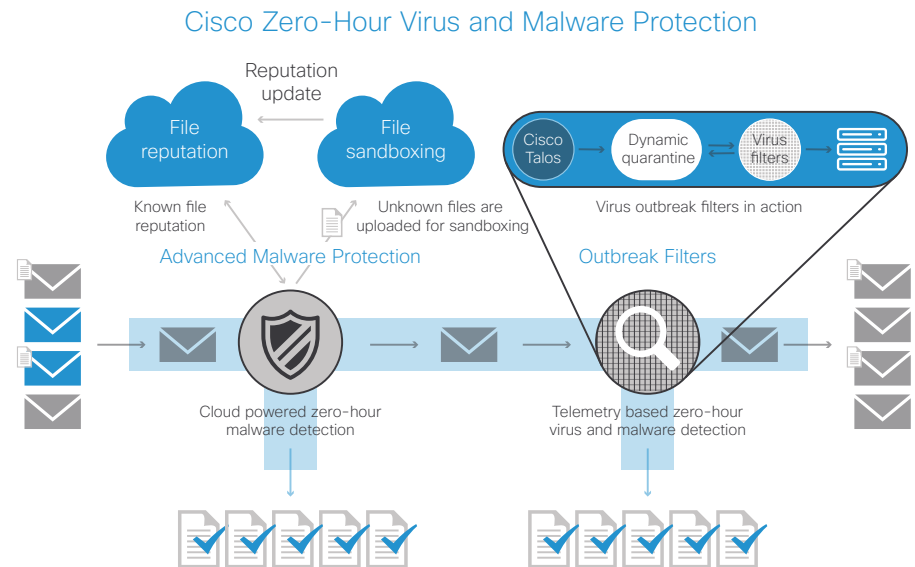 Cisco Zero-Hour Virus and Malware Protection
Reputation
update
File
reputation
File
sandboxing
Cisco
Talos
Dynamic
quarantine
Virus
filters
Known file
reputation
Unknown files are
uploaded for sandboxing
Virus outbreak filters in action
Advanced Malware Protection
Outbreak Filters
Cloud powered zero-hour
malware detection
Telemetry based zero-hour
virus and malware detection